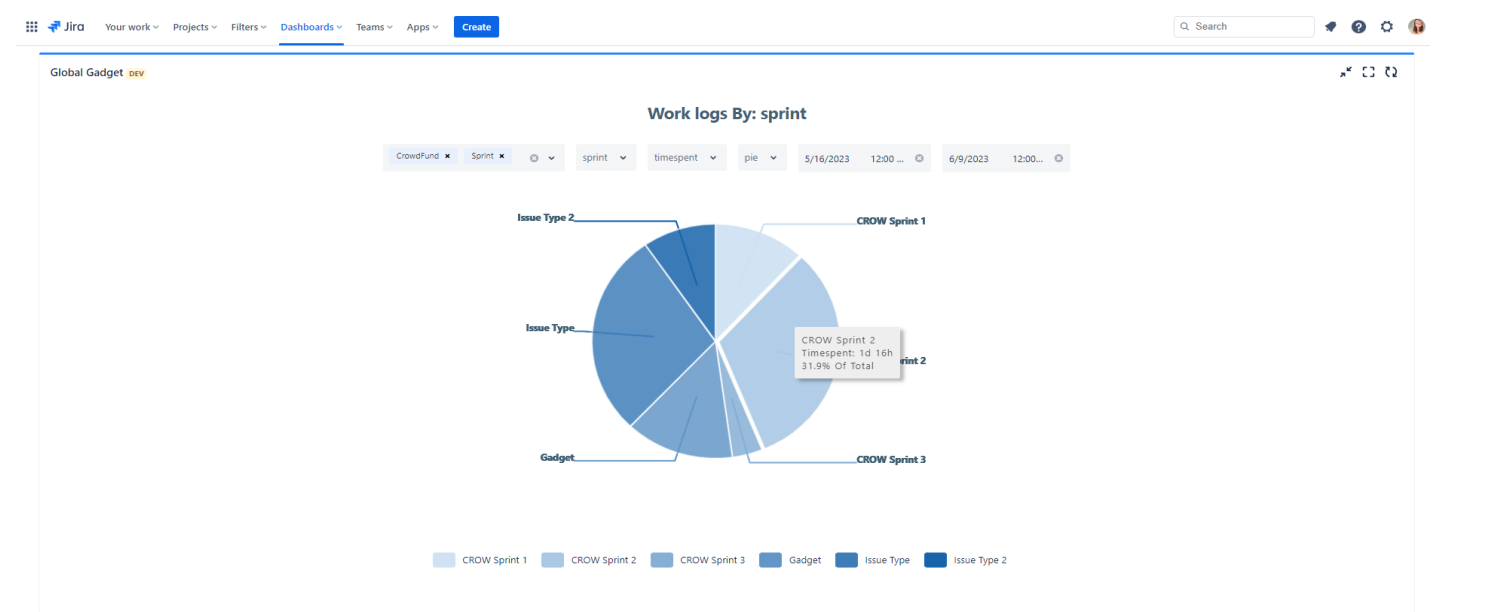 Jira Your work Projects Filters Dashboards Teams Apps Create Search
Global Gadget DEV
Work logs By: sprint
CrowdFund × Sprint × sprint timespent pie 5/16/2023 12:00 ... 6/9/2023 12:00...
Issue Type 2
CROW Sprint 1
Issue Type
CROW Sprint 2
Timespent: 1d 16h
31.9% Of Total
rint 2
Gadget
CROW Sprint 3
CROW Sprint 1 CROW Sprint 2 CROW Sprint 3 Gadget Issue Type Issue Type 2